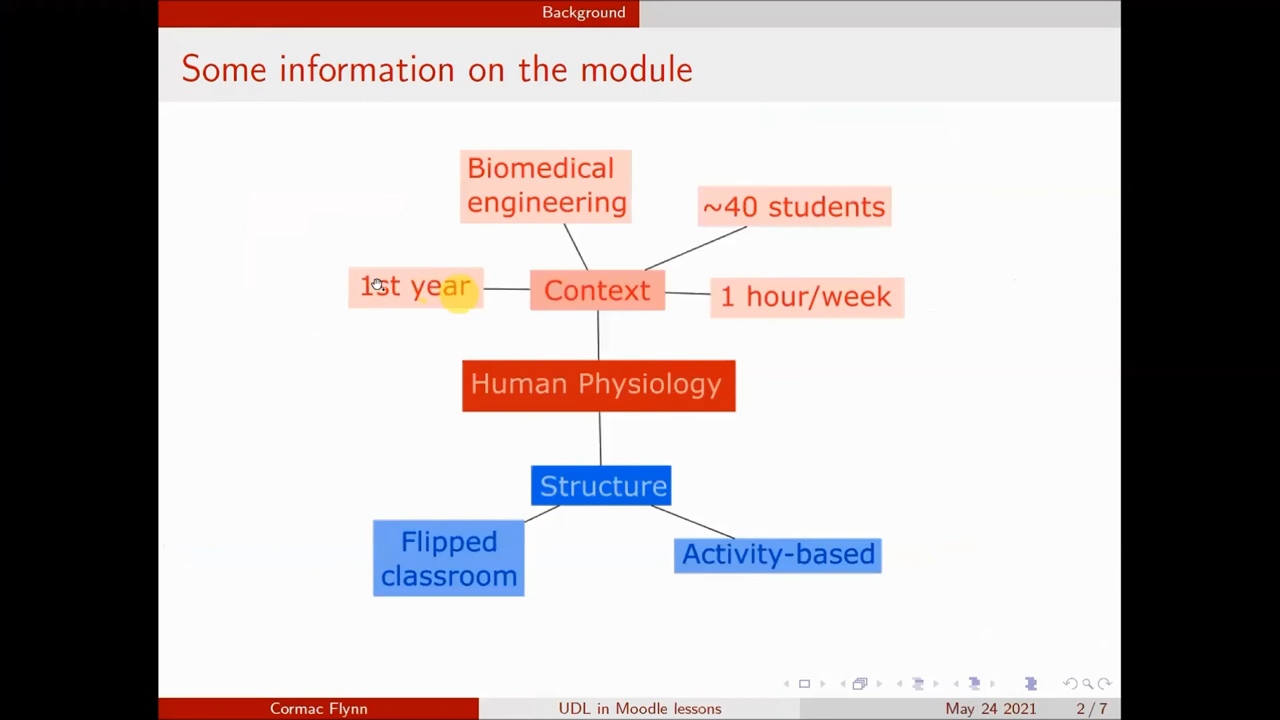 Background
Some information on the module
Biomedical
engineering
~40 students
1st year
Context
1 hour/week
Human Physiology
Structure
Flipped
classroom
Activity-based
Cormac Flynn
UDL in Moodle lessons
May 24 2021
2 / 7